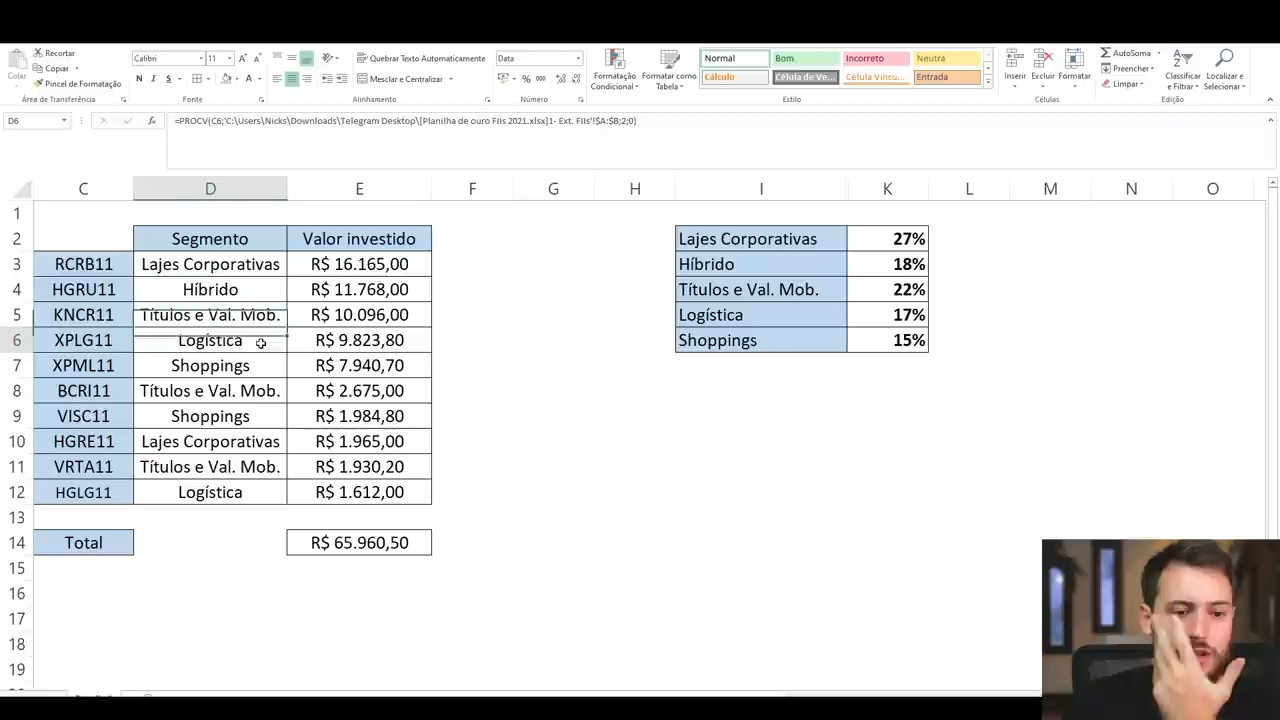 Recortar
Copiar
Pincel de Formatação
Colar
Área de Transferência
Calibri 11
N I S
Fonte
Quebrar Texto Automaticamente
Mesclar e Centralizar
Alinhamento
Data
% 000
Número
Formatação Condicional
Formatar como Tabela
Normal Bom Incorreto Neutra
Cálculo Célula de Ve... Célula Vincu... Entrada
Estilo
Inserir Excluir Formatar
Células
AutoSoma
Preencher
Limpar
Classificar e Filtrar
Localizar e Selecionar
Edição
D6 fx =PROCV(C6;'C:\Users\Nicks\Downloads\Telegram Desktop\[Planilha de ouro FIIs 2021.xlsx]1- Ext. FIIs'!$A:$B;2;0)
C D E F G H I K L M N O
1
2 Segmento Valor investido Lajes Corporativas 27%
3 RCRB11 Lajes Corporativas R$ 16.165,00 Híbrido 18%
4 HGRU11 Híbrido R$ 11.768,00 Títulos e Val. Mob. 22%
5 KNCR11 Títulos e Val. Mob. R$ 10.096,00 Logística 17%
6 XPLG11 Logística R$ 9.823,80 Shoppings 15%
7 XPML11 Shoppings R$ 7.940,70
8 BCRI11 Títulos e Val. Mob. R$ 2.675,00
9 VISC11 Shoppings R$ 1.984,80
10 HGRE11 Lajes Corporativas R$ 1.965,00
11 VRTA11 Títulos e Val. Mob. R$ 1.930,20
12 HGLG11 Logística R$ 1.612,00
13
14 Total R$ 65.960,50
15
16
17
18
19